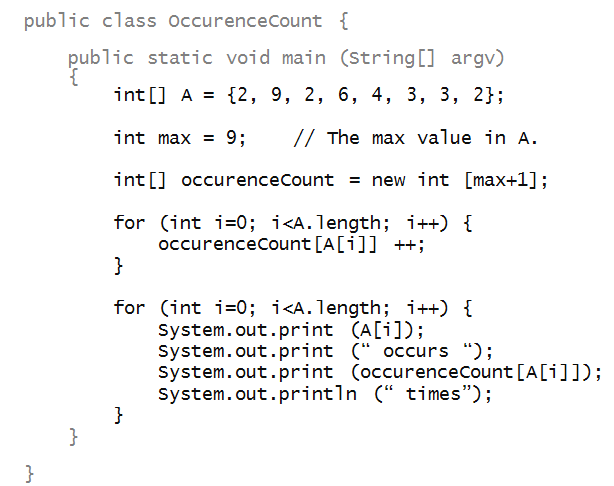 public class OccurenceCount {
public static void main (String[] argv)
{
int[] A = {2, 9, 2, 6, 4, 3, 3, 2};
int max = 9;    // The max value in A.
int[] occurenceCount = new int [max+1];
for (int i=0; i<A.length; i++) {
occurenceCount[A[i]] ++;
}
for (int i=0; i<A.length; i++) {
System.out.print (A[i]);
System.out.print (“ occurs “);
System.out.print (occurenceCount[A[i]]);
System.out.println (“ times”);
}
}
}